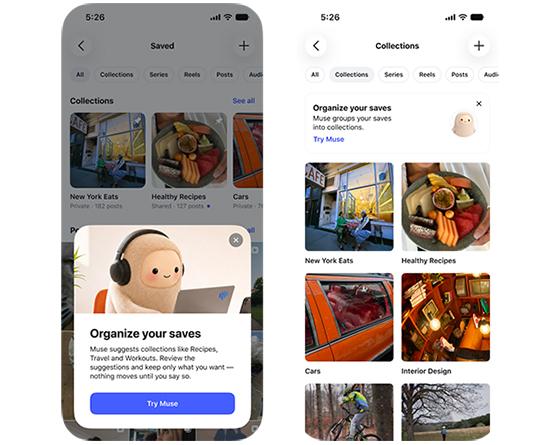 5:26
Saved
All Collections Series Reels Posts Audi
Collections See all
New York Eats Healthy Recipes Cars
Private · 182 posts Shared · 127 posts Private · 76
Po all
Organize your saves
Muse suggests collections like Recipes,
Travel and Workouts. Review the
suggestions and keep only what you want —
nothing moves until you say so.
Try Muse
5:26
Collections
All Collections Series Reels Posts Audi
Organize your saves
Muse groups your saves
into collections.
Try Muse
CAFE
New York Eats Healthy Recipes
Cars Interior Design